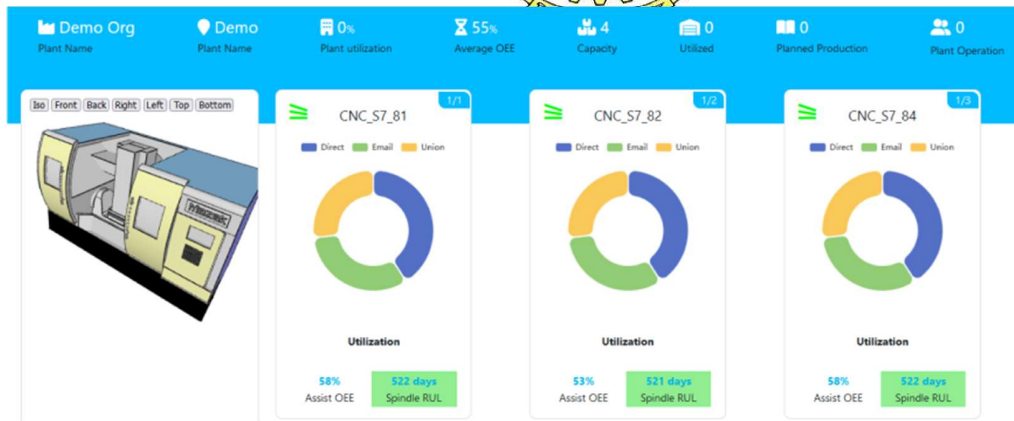 Demo Org
Plant Name
Demo
Plant Name
0%
Plant utilization
55%
Average OEE
4
Capacity
0
Utilized
0
Planned Production
0
Plant Operation
Iso Front Back Right Left Top Bottom
1/1
CNC_S7_81
Direct Email Union
Utilization
58%
Assist OEE
522 days
Spindle RUL
1/2
CNC_S7_82
Direct Email Union
Utilization
53%
Assist OEE
521 days
Spindle RUL
1/3
CNC_S7_84
Direct Email Union
Utilization
58%
Assist OEE
522 days
Spindle RUL